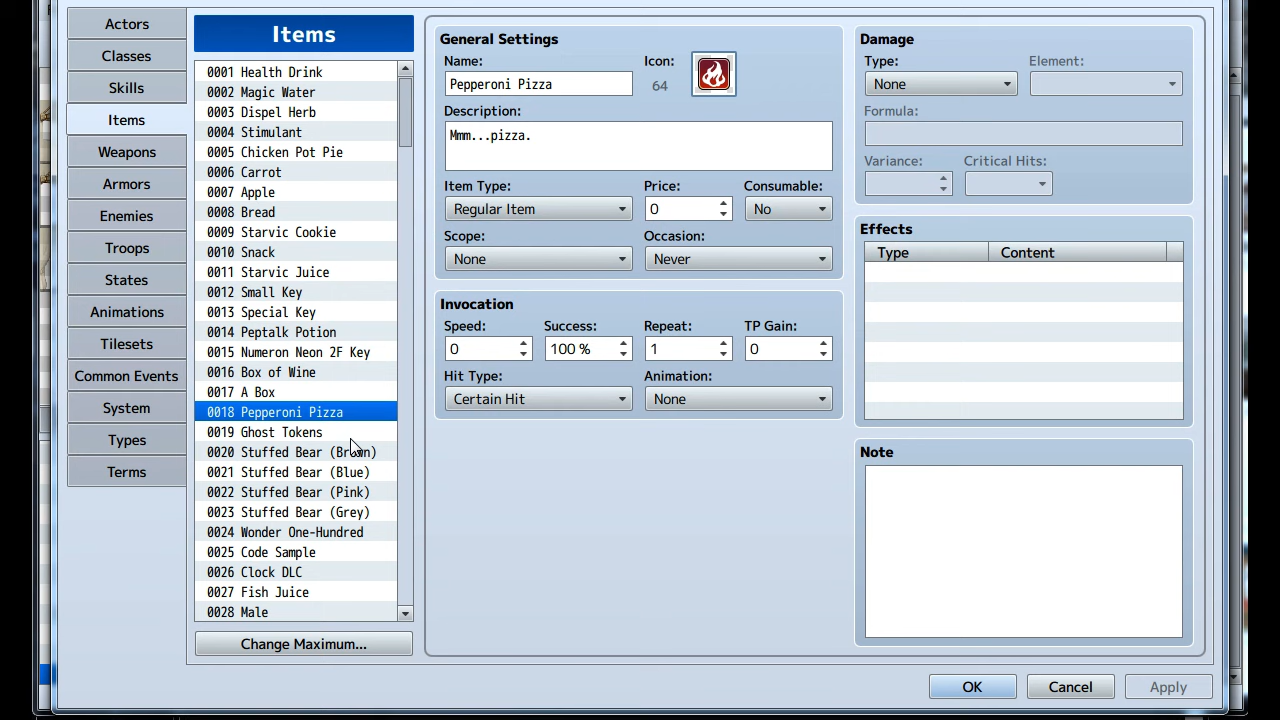 Actors
Classes
Skills
Items
Weapons
Armors
Enemies
Troops
States
Animations
Tilesets
Common Events
System
Types
Terms
Items
0001 Health Drink
0002 Magic Water
0003 Dispel Herb
0004 Stimulant
0005 Chicken Pot Pie
0006 Carrot
0007 Apple
0008 Bread
0009 Starvic Cookie
0010 Snack
0011 Starvic Juice
0012 Small Key
0013 Special Key
0014 Peptalk Potion
0015 Numeron Neon 2F Key
0016 Box of Wine
0017 A Box
0018 Pepperoni Pizza
0019 Ghost Tokens
0020 Stuffed Bear (Brown)
0021 Stuffed Bear (Blue)
0022 Stuffed Bear (Pink)
0023 Stuffed Bear (Grey)
0024 Wonder One-Hundred
0025 Code Sample
0026 Clock DLC
0027 Fish Juice
0028 Male
Change Maximum...
General Settings
Name: Icon:
Pepperoni Pizza 64
Description:
Mmm...pizza.
Item Type: Price: Consumable:
Regular Item 0 No
Scope: Occasion:
None Never
Invocation
Speed: Success: Repeat: TP Gain:
0 100 % 1 0
Hit Type: Animation:
Certain Hit None
Damage
Type: Element:
None
Formula:
Variance: Critical Hits:
Effects
Type Content
Note
OK Cancel Apply